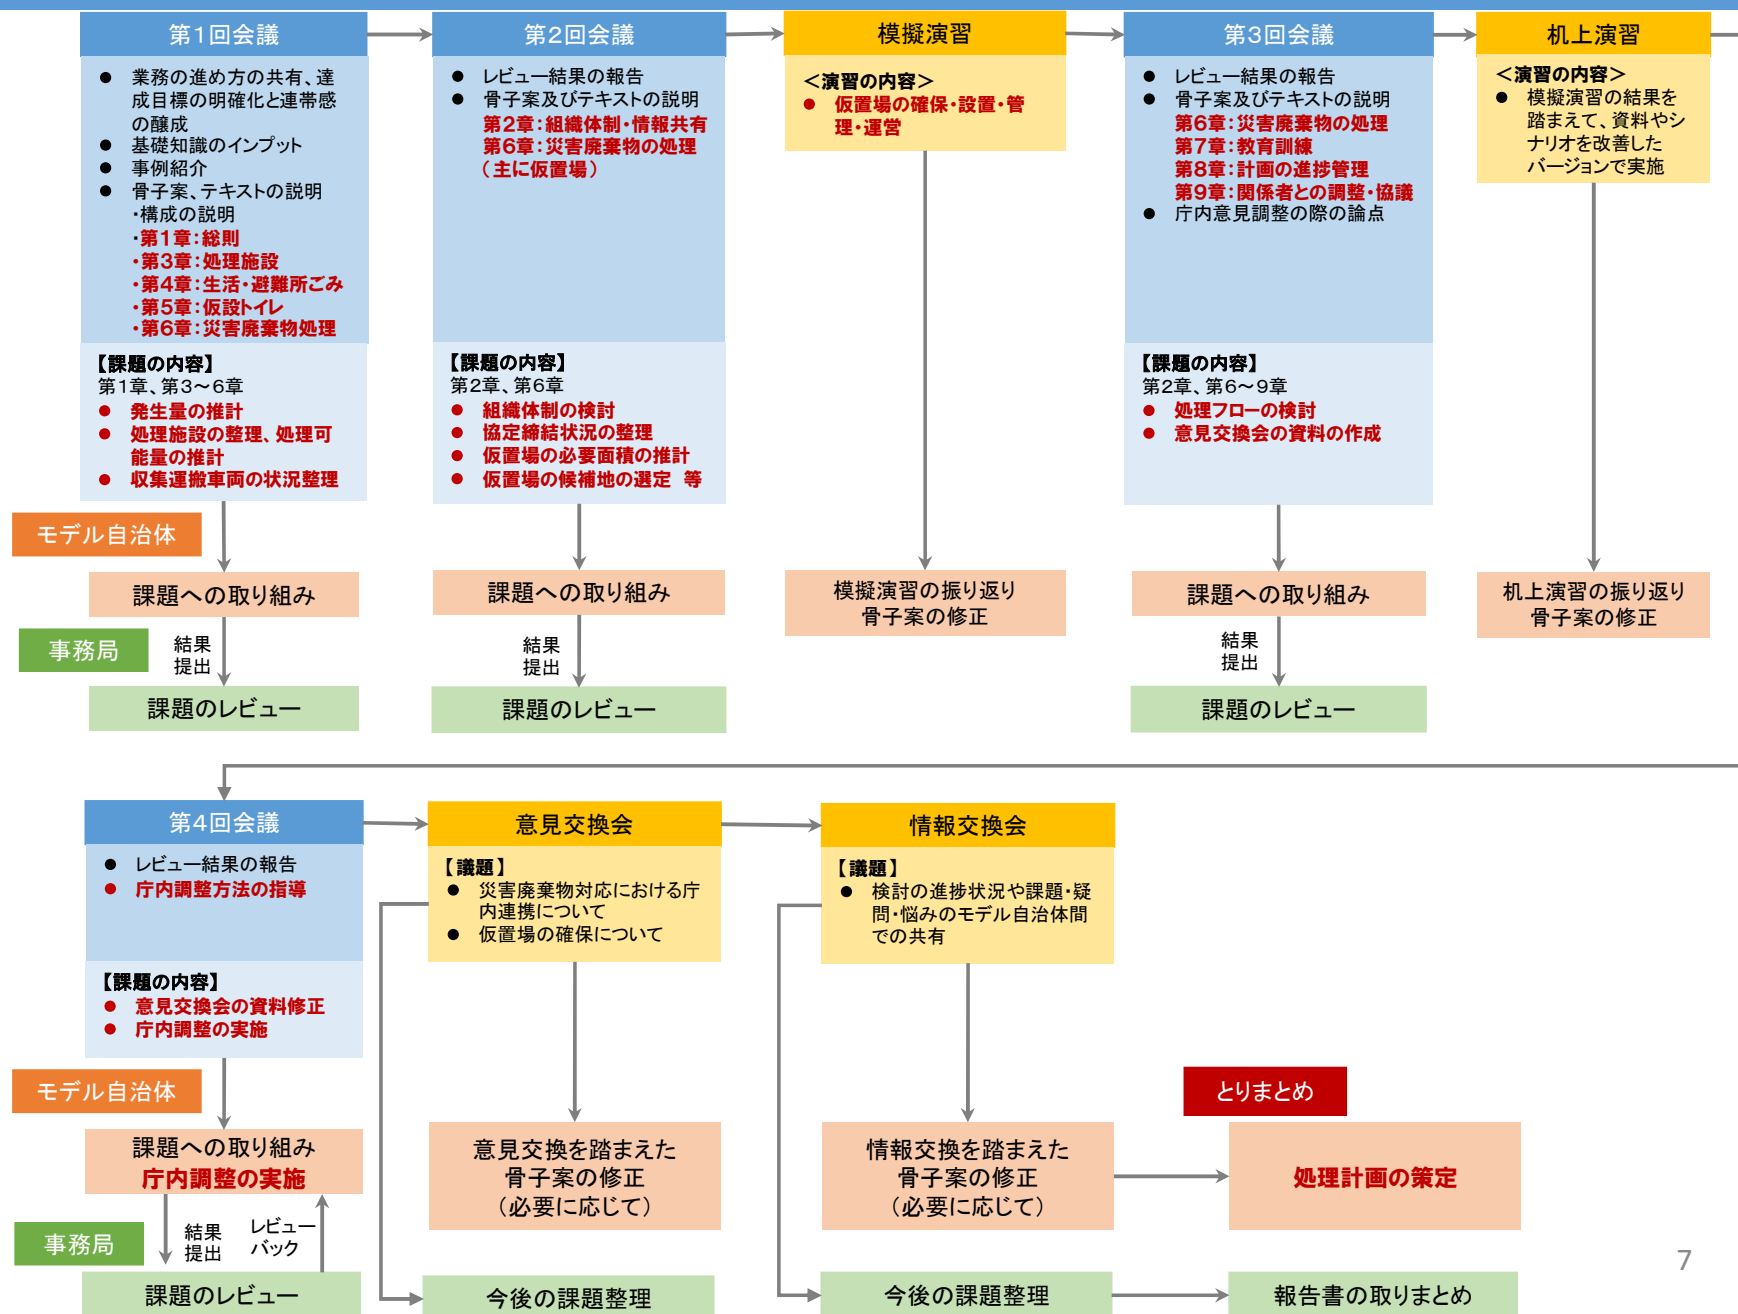 第1回会議
● 業務の進め方の共有、達
成目標の明確化と連帯感
の醸成
● 基礎知識のインプット
● 事例紹介
● 骨子案、テキストの説明
・構成の説明
・第1章：総則
・第3章：処理施設
・第4章：生活・避難所ごみ
・第5章：仮設トイレ
・第6章：災害廃棄物処理
【課題の内容】
第1章、第3～6章
● 発生量の推計
● 処理施設の整理、処理可
能量の推計
● 収集運搬車両の状況整理
モデル自治体
課題への取り組み
事務局
結果
提出
課題のレビュー
第2回会議
● レビュー結果の報告
● 骨子案及びテキストの説明
第2章：組織体制・情報共有
第6章：災害廃棄物の処理
（主に仮置場）
【課題の内容】
第2章、第6章
● 組織体制の検討
● 協定締結状況の整理
● 仮置場の必要面積の推計
● 仮置場の候補地の選定 等
課題への取り組み
結果
提出
課題のレビュー
模擬演習
＜演習の内容＞
● 仮置場の確保・設置・管
理・運営
模擬演習の振り返り
骨子案の修正
第3回会議
● レビュー結果の報告
● 骨子案及びテキストの説明
第6章：災害廃棄物の処理
第7章：教育訓練
第8章：計画の進捗管理
第9章：関係者との調整・協議
● 庁内意見調整の際の論点
【課題の内容】
第2章、第6～9章
● 処理フローの検討
● 意見交換会の資料の作成
課題への取り組み
結果
提出
課題のレビュー
机上演習
＜演習の内容＞
● 模擬演習の結果を
踏まえて、資料やシ
ナリオを改善した
バージョンで実施
机上演習の振り返り
骨子案の修正
第4回会議
● レビュー結果の報告
● 庁内調整方法の指導
【課題の内容】
● 意見交換会の資料修正
● 庁内調整の実施
モデル自治体
課題への取り組み
庁内調整の実施
事務局
結果
提出
レビュー
バック
課題のレビュー
意見交換会
【議題】
● 災害廃棄物対応における庁
内連携について
● 仮置場の確保について
意見交換を踏まえた
骨子案の修正
（必要に応じて）
今後の課題整理
情報交換会
【議題】
● 検討の進捗状況や課題・疑
問・悩みのモデル自治体間
での共有
情報交換を踏まえた
骨子案の修正
（必要に応じて）
今後の課題整理
とりまとめ
処理計画の策定
報告書の取りまとめ
7